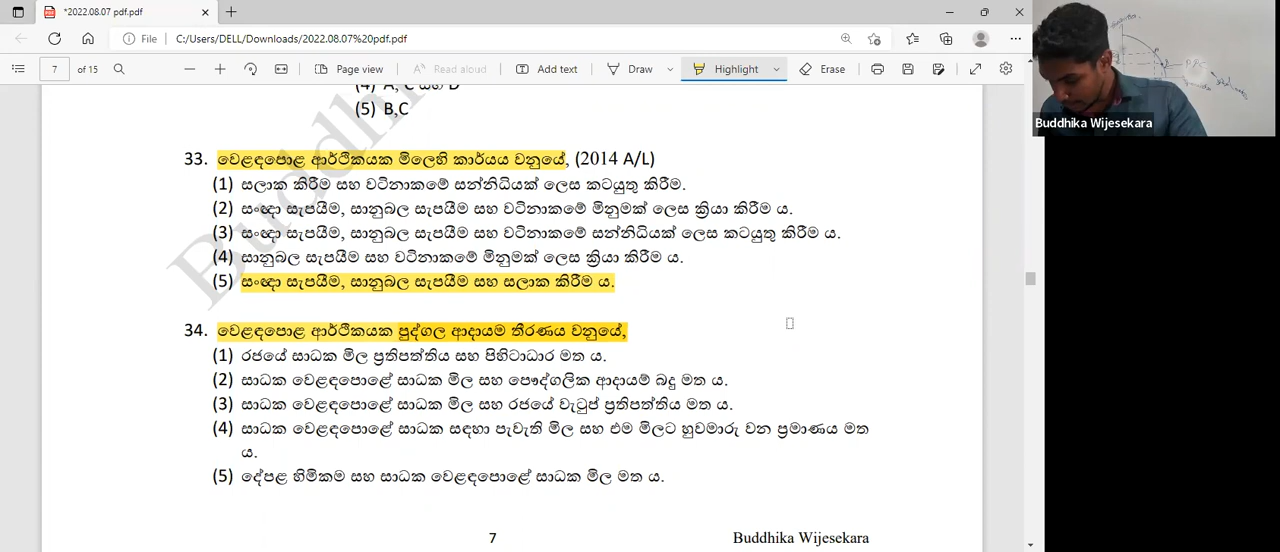 *2022.08.07 pdf.pdf
File
C:/Users/DELL/Downloads/2022.08.07%20pdf.pdf
7 of 15
Page view
Read aloud
Add text
Draw
Highlight
Erase
(4) A, C සහ D
(5) B,C
33. වෙළඳපොළ ආර්ථිකයක මිලෙහි කාර්යය වනුයේ, (2014 A/L)
(1) සලාක කිරීම සහ වටිනාකමේ සන්නිධියක් ලෙස කටයුතු කිරීම.
(2) සංඥා සැපයීම, සානුබල සැපයීම සහ වටිනාකමේ මිනුමක් ලෙස ක්‍රියා කිරීම ය.
(3) සංඥා සැපයීම, සානුබල සැපයීම සහ වටිනාකමේ සන්නිධියක් ලෙස කටයුතු කිරීම ය.
(4) සානුබල සැපයීම සහ වටිනාකමේ මිනුමක් ලෙස ක්‍රියා කිරීම ය.
(5) සංඥා සැපයීම, සානුබල සැපයීම සහ සලාක කිරීම ය.
34. වෙළඳපොළ ආර්ථිකයක පුද්ගල ආදායම තීරණය වනුයේ,
(1) රජයේ සාධක මිල ප්‍රතිපත්තිය සහ පිහිටාධාර මත ය.
(2) සාධක වෙළඳපොළේ සාධක මිල සහ පෞද්ගලික ආදායම් බදු මත ය.
(3) සාධක වෙළඳපොළේ සාධක මිල සහ රජයේ වැටුප් ප්‍රතිපත්තිය මත ය.
(4) සාධක වෙළඳපොළේ සාධක සඳහා පැවැති මිල සහ එම මිලට හුවමාරු වන ප්‍රමාණය මත
ය.
(5) දේපළ හිමිකම සහ සාධක වෙළඳපොළේ සාධක මිල මත ය.
7
Buddhika Wijesekara
Buddhi
Buddhika Wijesekara